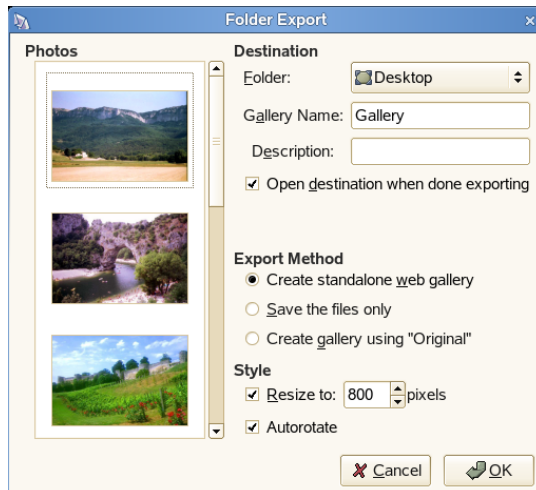 Folder Export
Photos
Destination
Folder:
Desktop
Gallery Name:
Gallery
Description:
Open destination when done exporting
Export Method
Create standalone web gallery
Save the files only
Create gallery using "Original"
Style
Resize to:
800
pixels
Autorotate
Cancel
OK